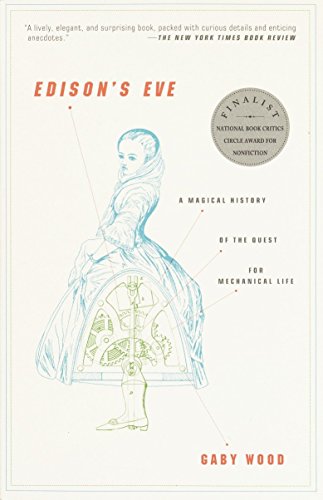 "A lively, elegant, and surprising book, packed with curious details and enticing
anecdotes." —THE NEW YORK TIMES BOOK REVIEW
EDISON'S EVE
FINALIST
NATIONAL BOOK CRITICS
CIRCLE AWARD FOR
NONFICTION
A MAGICAL HISTORY
OF THE QUEST
FOR MECHANICAL LIFE
GABY WOOD